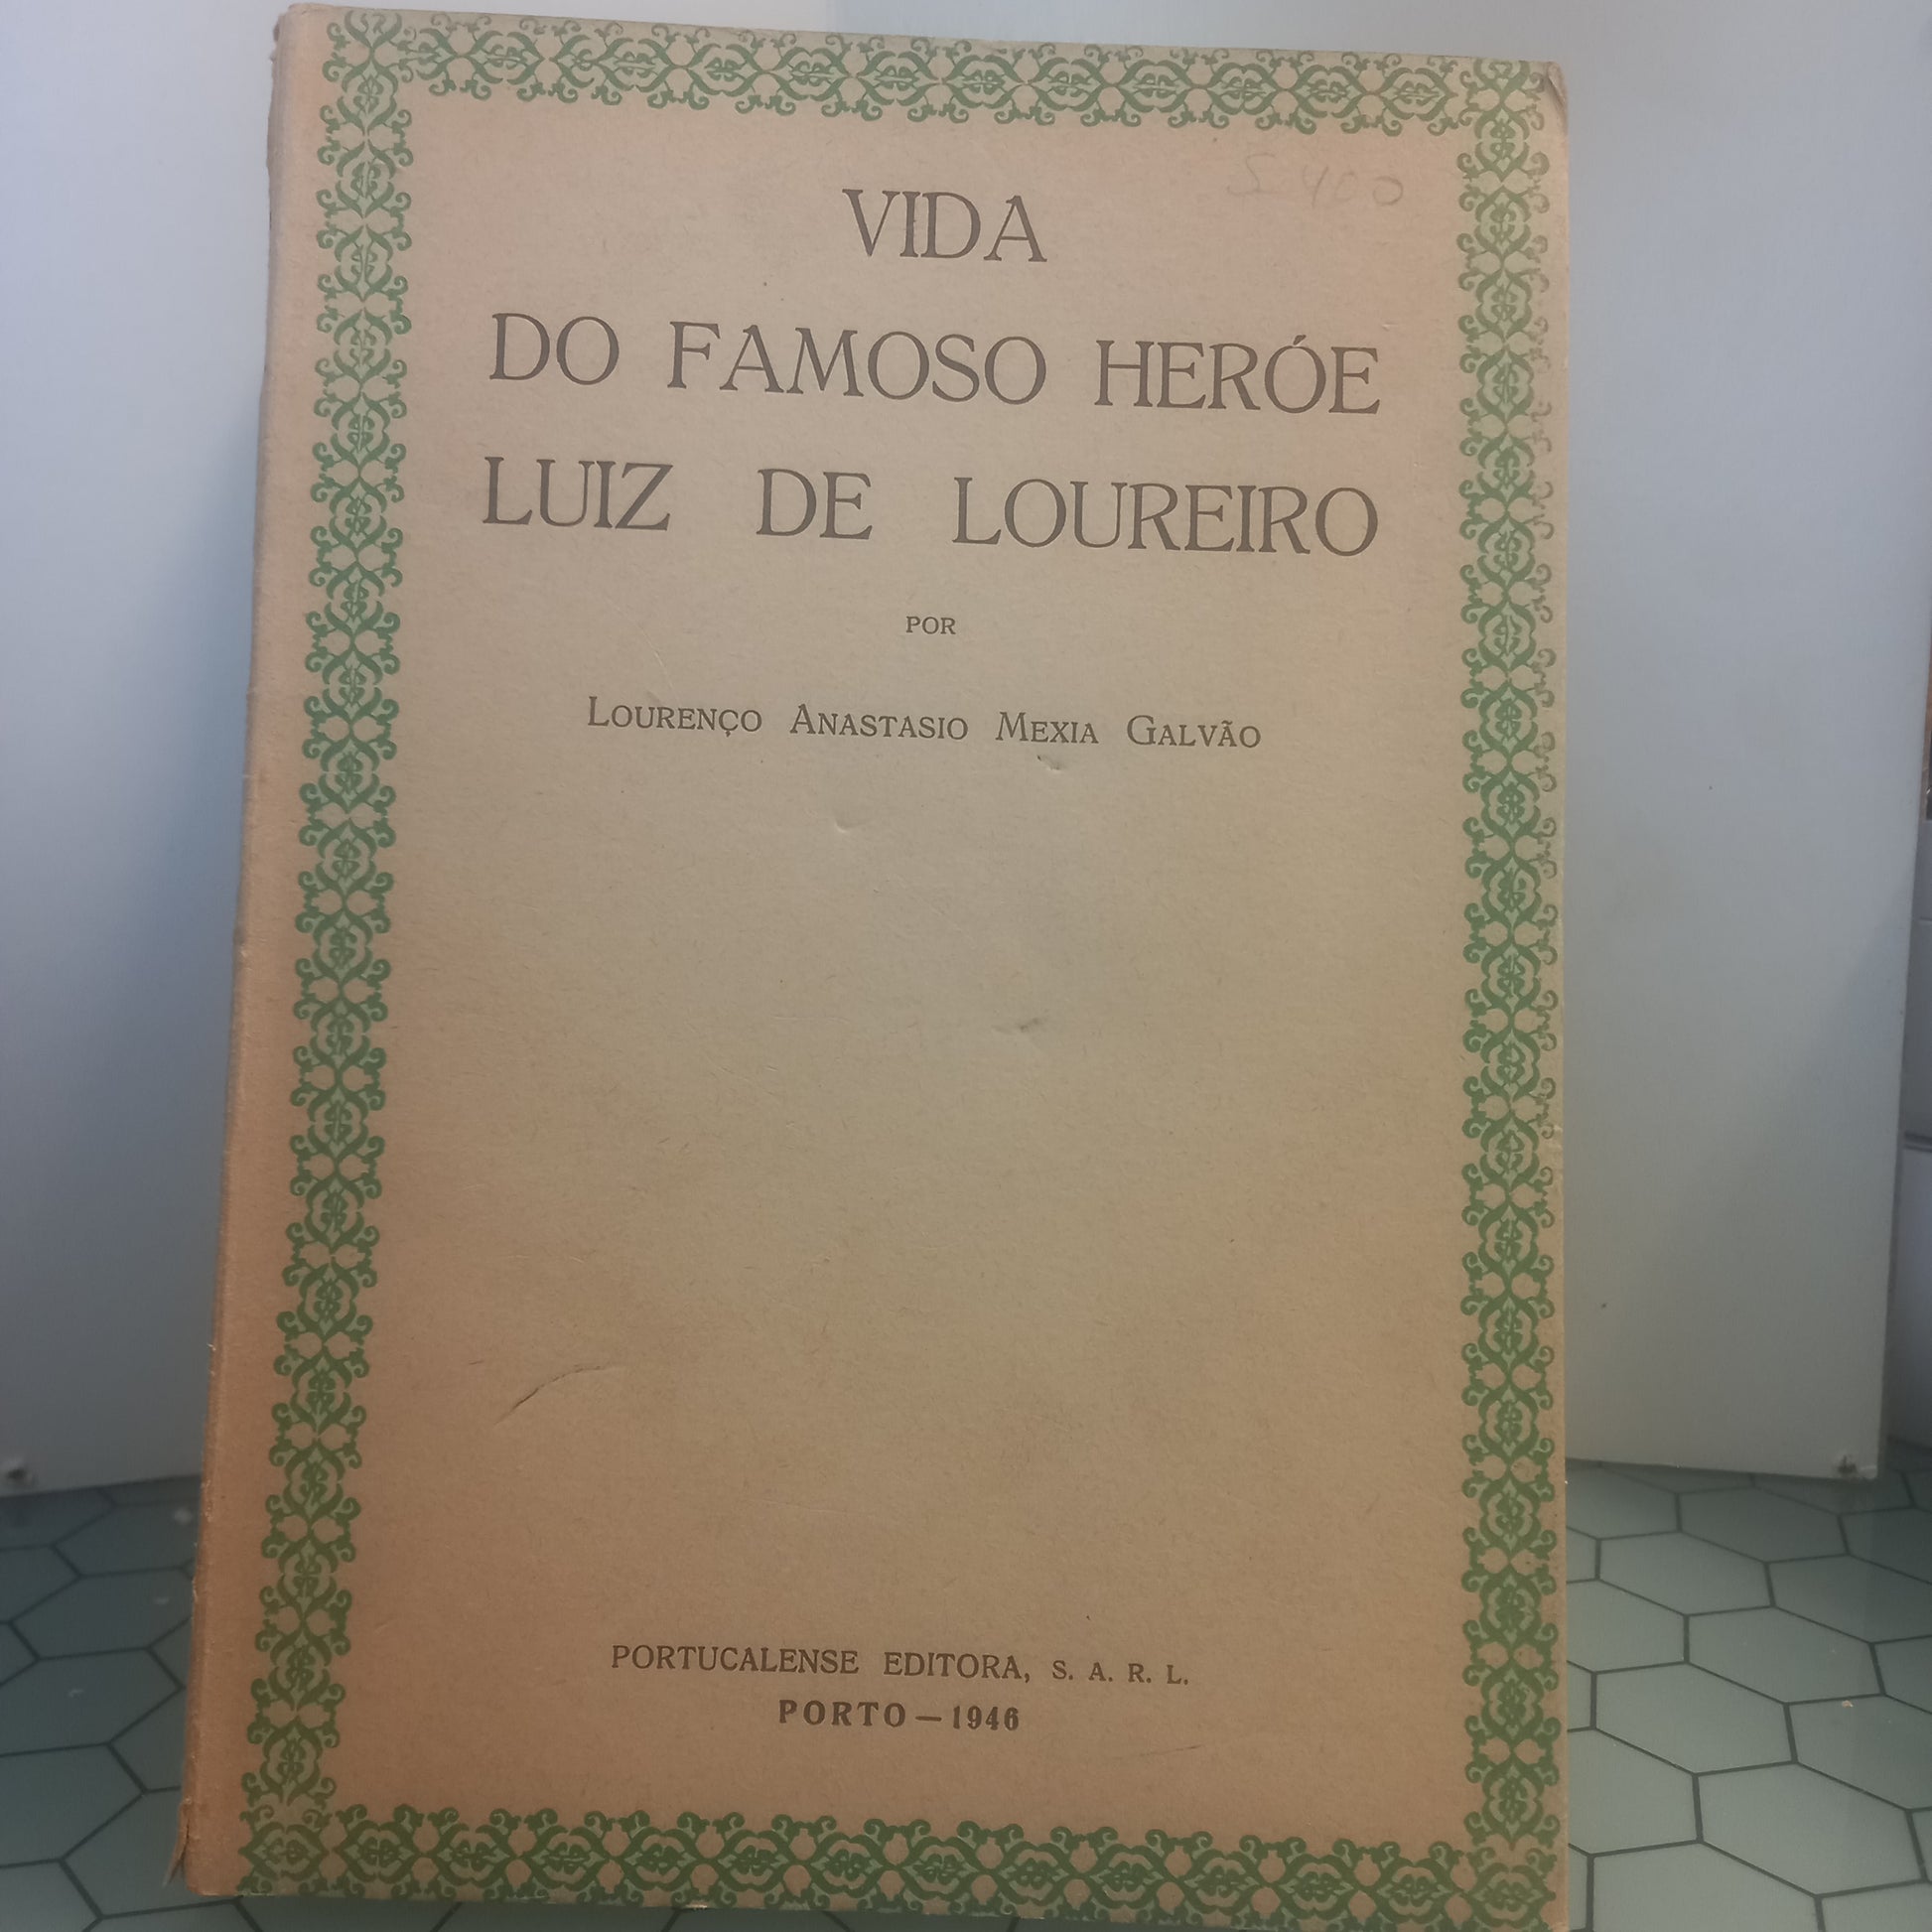 VIDA
DO FAMOSO HERÓE
LUIZ DE LOUREIRO
POR
LOURENÇO ANASTASIO MEXIA GALVÃO
PORTUCALENSE EDITORA, S. A. R. L.
PORTO — 1946